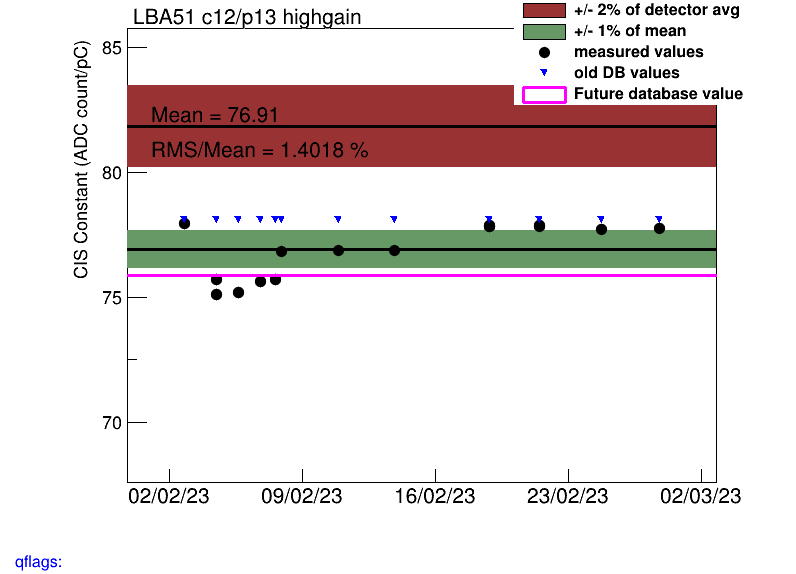 LBA51 c12/p13 highgain
+/- 2% of detector avg
+/- 1% of mean
measured values
old DB values
Future database value
CIS Constant (ADC count/pC)
85
80
75
70
Mean = 76.91
RMS/Mean = 1.4018 %
02/02/23 09/02/23 16/02/23 23/02/23 02/03/23
qflags: